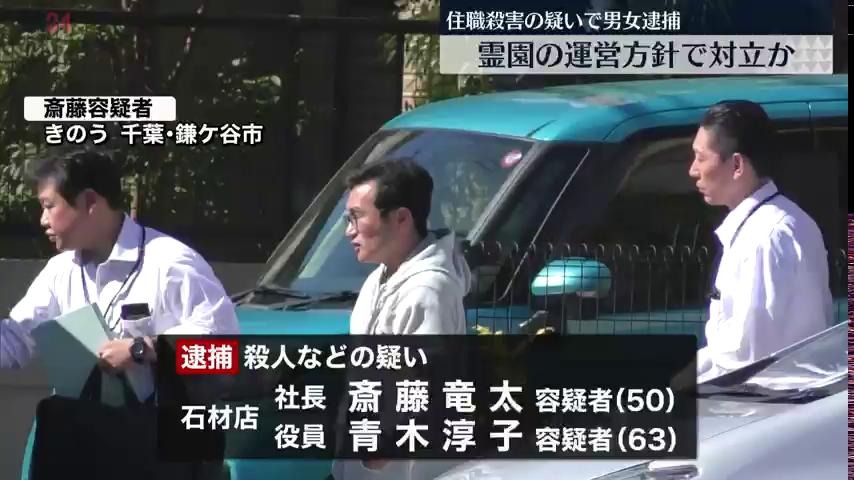 住職殺害の疑いで男女逮捕
霊園の運営方針で対立か
斎藤容疑者
きのう 千葉・鎌ケ谷市
逮捕 殺人などの疑い
石材店
社長 斎藤竜太 容疑者(50)
役員 青木淳子 容疑者(63)